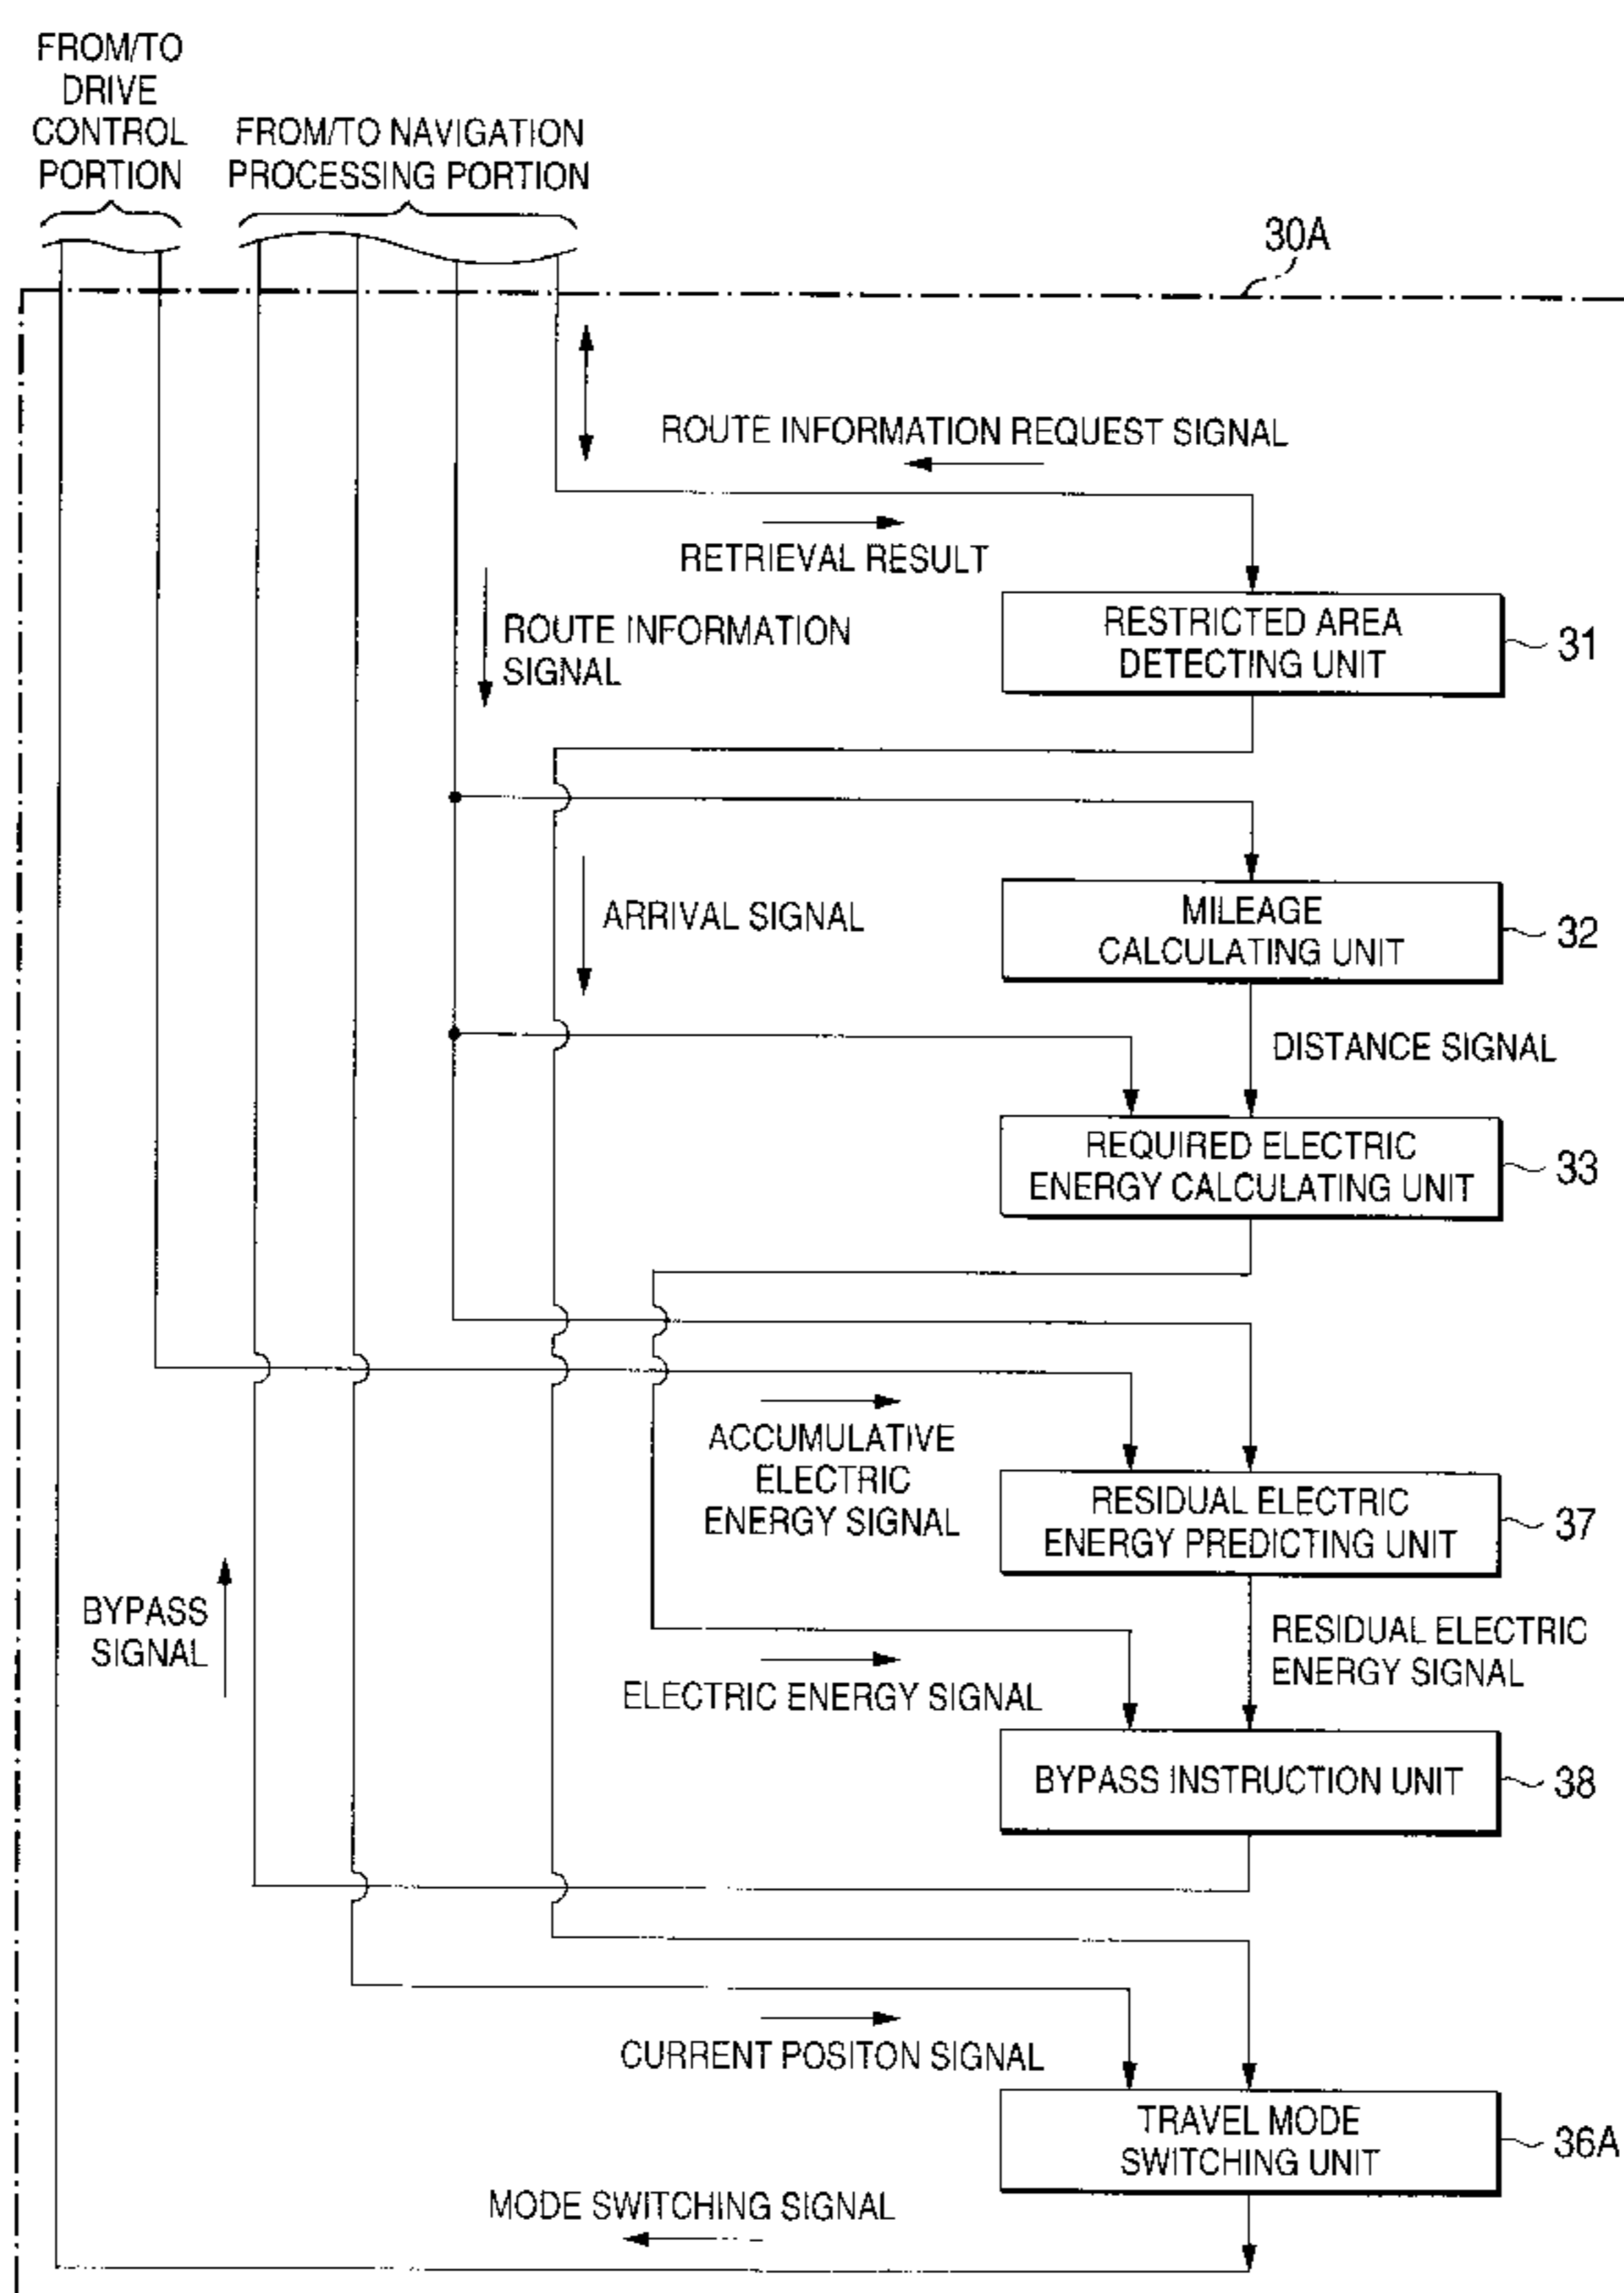 FROM/TO
DRIVE
CONTROL
PORTION
FROM/TO NAVIGATION
PROCESSING PORTION
30A
ROUTE INFORMATION REQUEST SIGNAL
RETRIEVAL RESULT
ROUTE INFORMATION
SIGNAL
RESTRICTED AREA
DETECTING UNIT
31
ARRIVAL SIGNAL
MILEAGE
CALCULATING UNIT
32
DISTANCE SIGNAL
REQUIRED ELECTRIC
ENERGY CALCULATING UNIT
33
ACCUMULATIVE
ELECTRIC
ENERGY SIGNAL
RESIDUAL ELECTRIC
ENERGY PREDICTING UNIT
37
BYPASS
SIGNAL
RESIDUAL ELECTRIC
ENERGY SIGNAL
ELECTRIC ENERGY SIGNAL
BYPASS INSTRUCTION UNIT
38
CURRENT POSITON SIGNAL
TRAVEL MODE
SWITCHING UNIT
36A
MODE SWITCHING SIGNAL